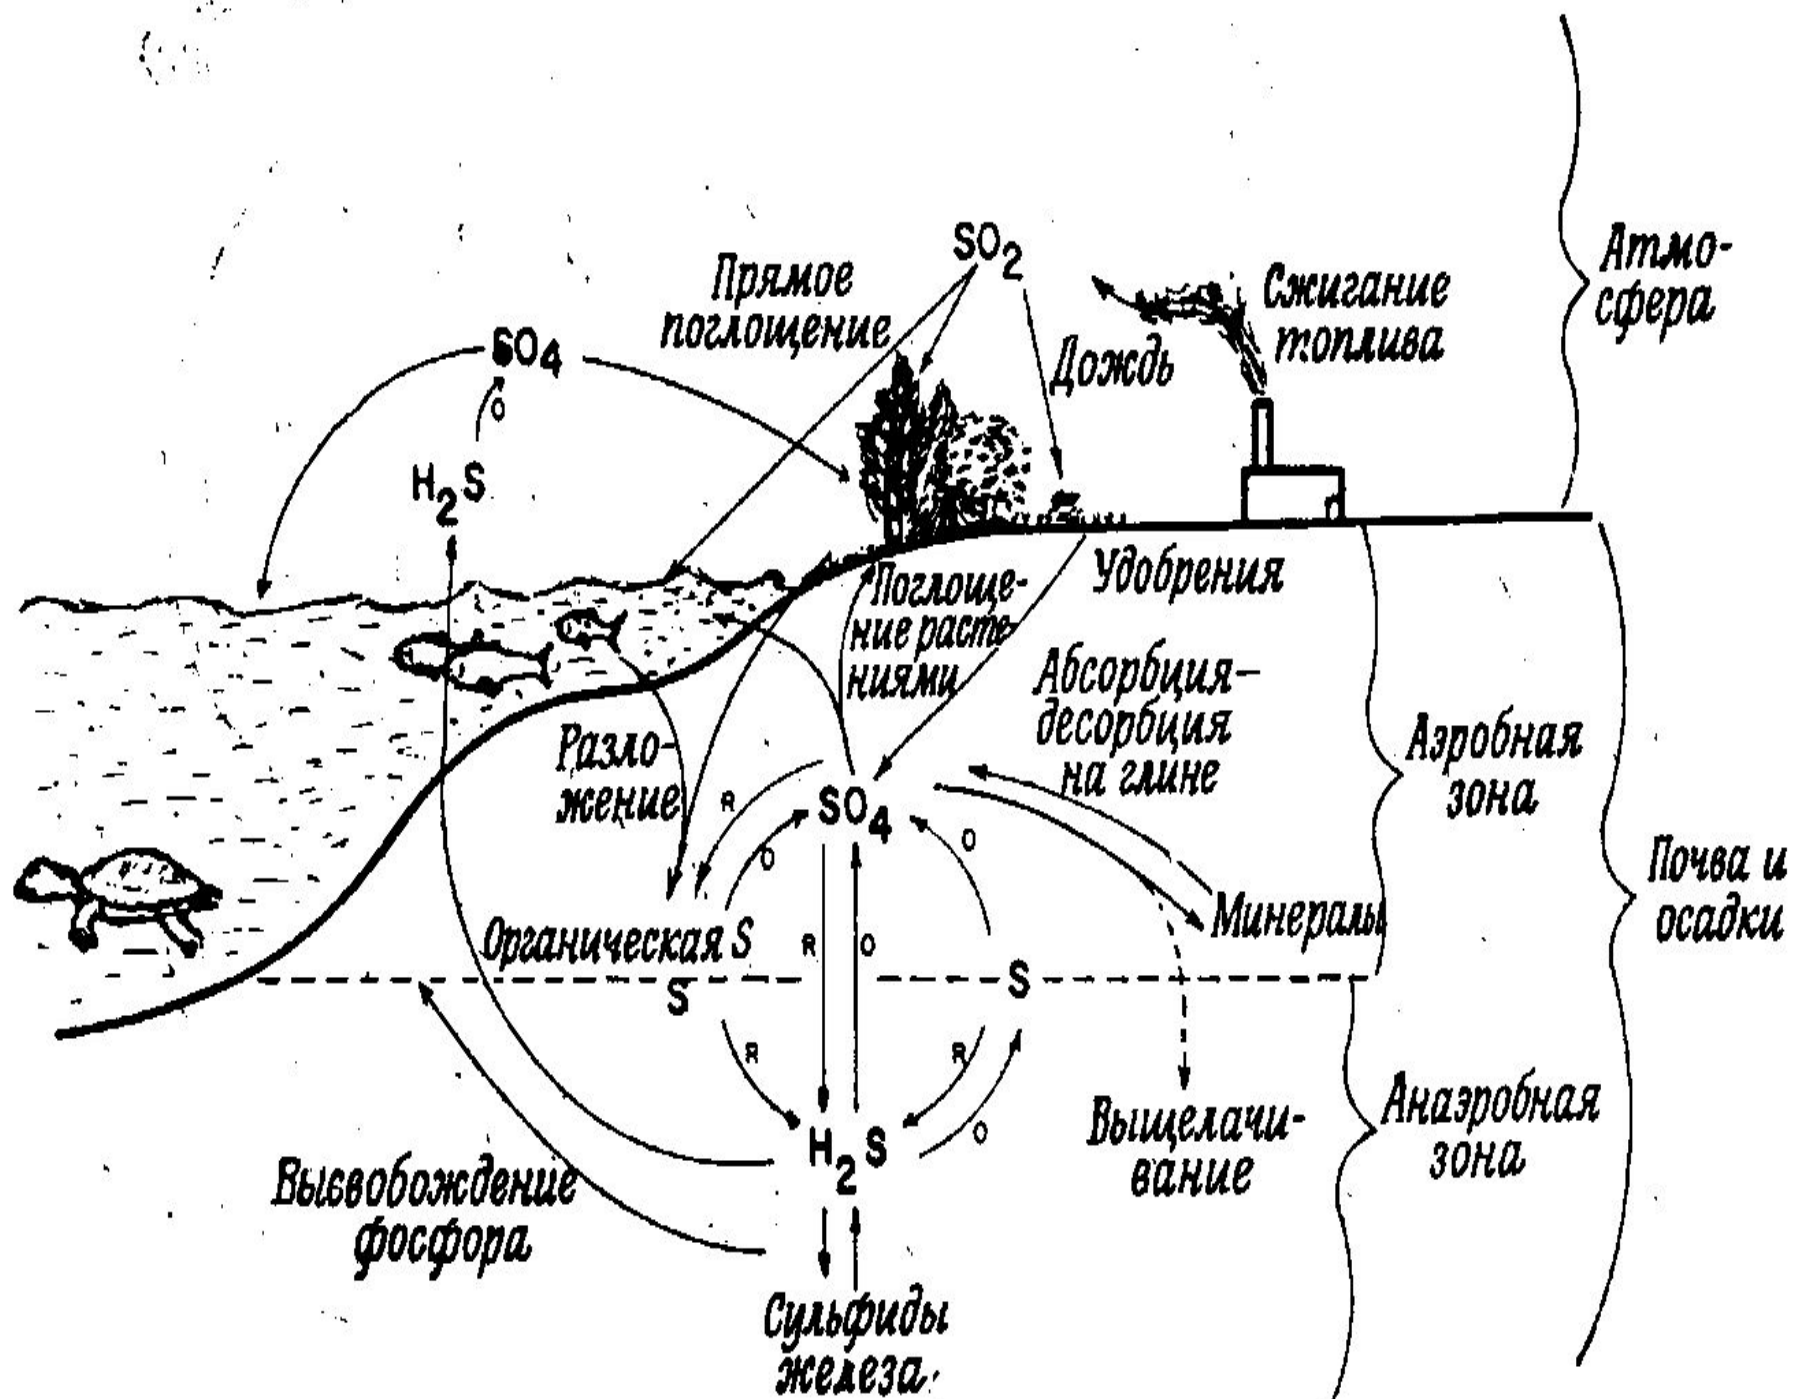 SO2
Прямое
поглощение
Сжигание
топлива
Атмо-
сфера
SO4
Дождь
O
H2S
Удобрения
Поглоще-
ние расте-
ниями
Абсорбция-
десорбция
на глине
Разло-
жение
Аэробная
зона
R
SO4
O
O
Почва и
осадки
Минералы
Органическая S
R
O
S
S
R
R
O
Выщелачи-
вание
Анаэробная
зона
H2S
Высвобождение
фосфора
Сульфиды
железа